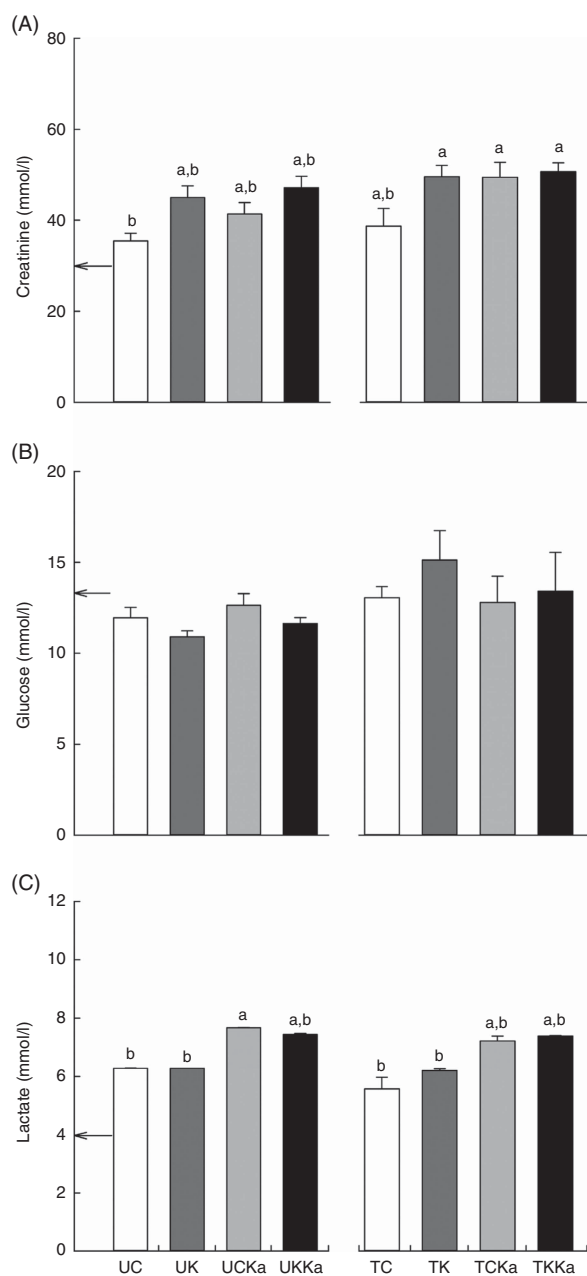 (A)
80
60
40
20
0
Creatinine (mmol/l)
b
a,b
a,b
a,b
a,b
a
a
a
(B)
20
15
10
5
0
Glucose (mmol/l)
(C)
12
10
8
6
4
2
0
Lactate (mmol/l)
b
b
a
a,b
b
b
a,b
a,b
UC UK UCKa UKKa TC TK TCKa TKKa